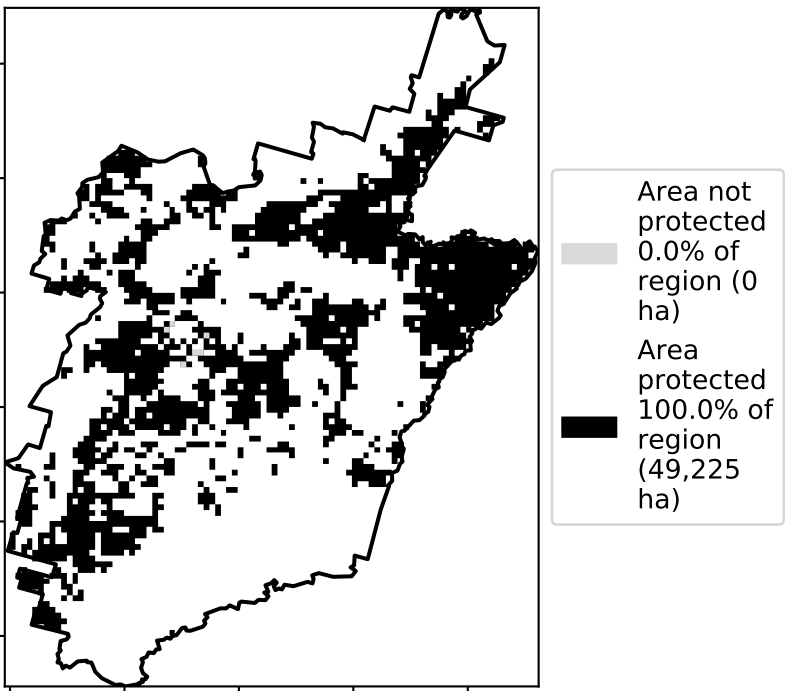 Area not
protected
0.0% of
region (0
ha)
Area
protected
100.0% of
region
(49,225
ha)